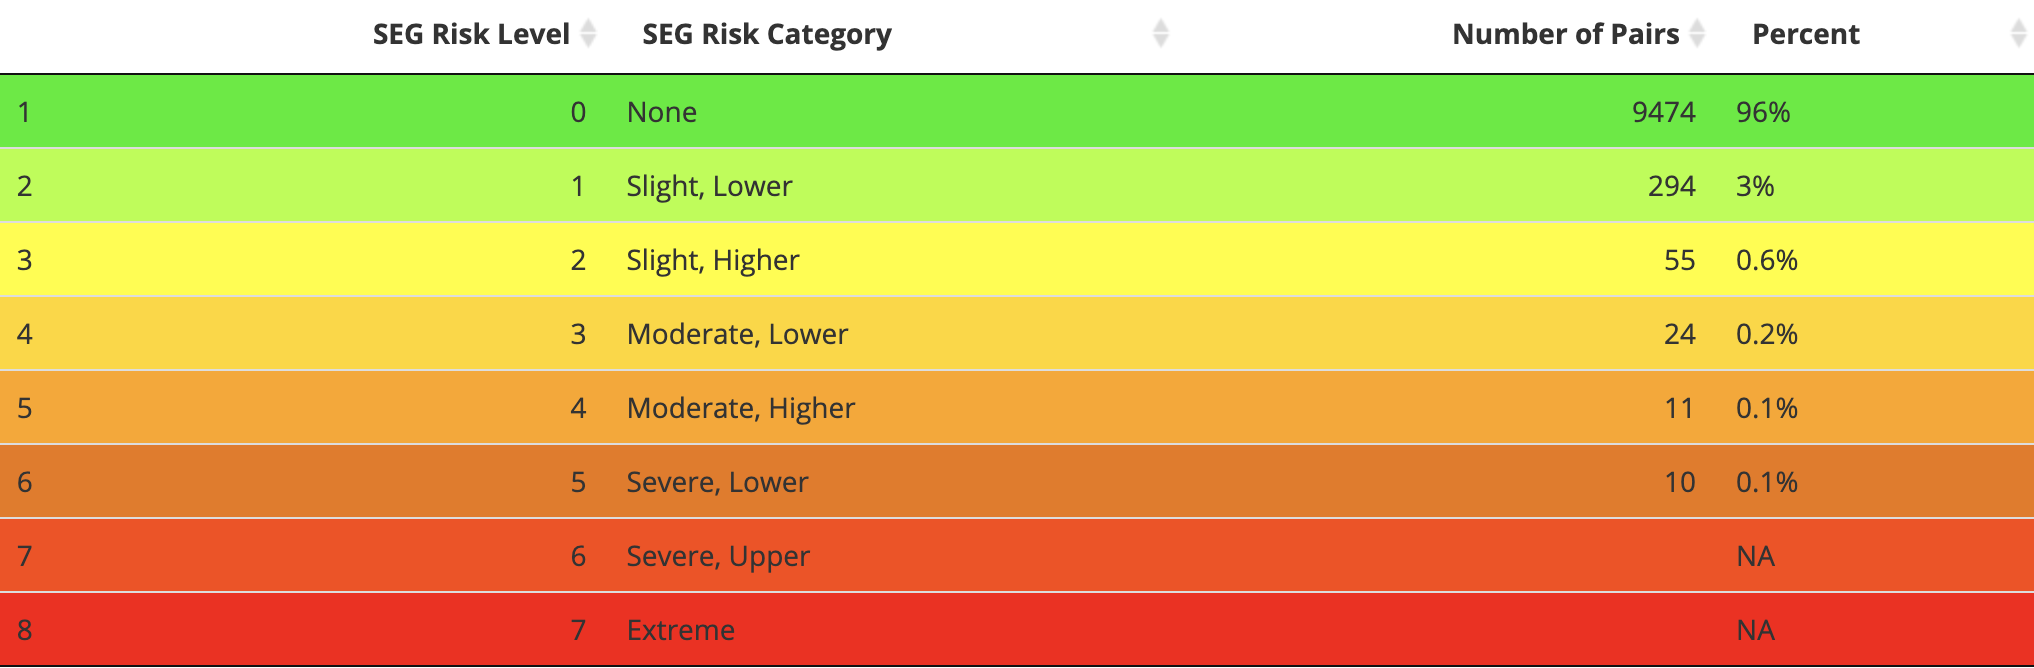 SEG Risk Level SEG Risk Category Number of Pairs Percent
1 0 None 9474 96%
2 1 Slight, Lower 294 3%
3 2 Slight, Higher 55 0.6%
4 3 Moderate, Lower 24 0.2%
5 4 Moderate, Higher 11 0.1%
6 5 Severe, Lower 10 0.1%
7 6 Severe, Upper NA
8 7 Extreme NA